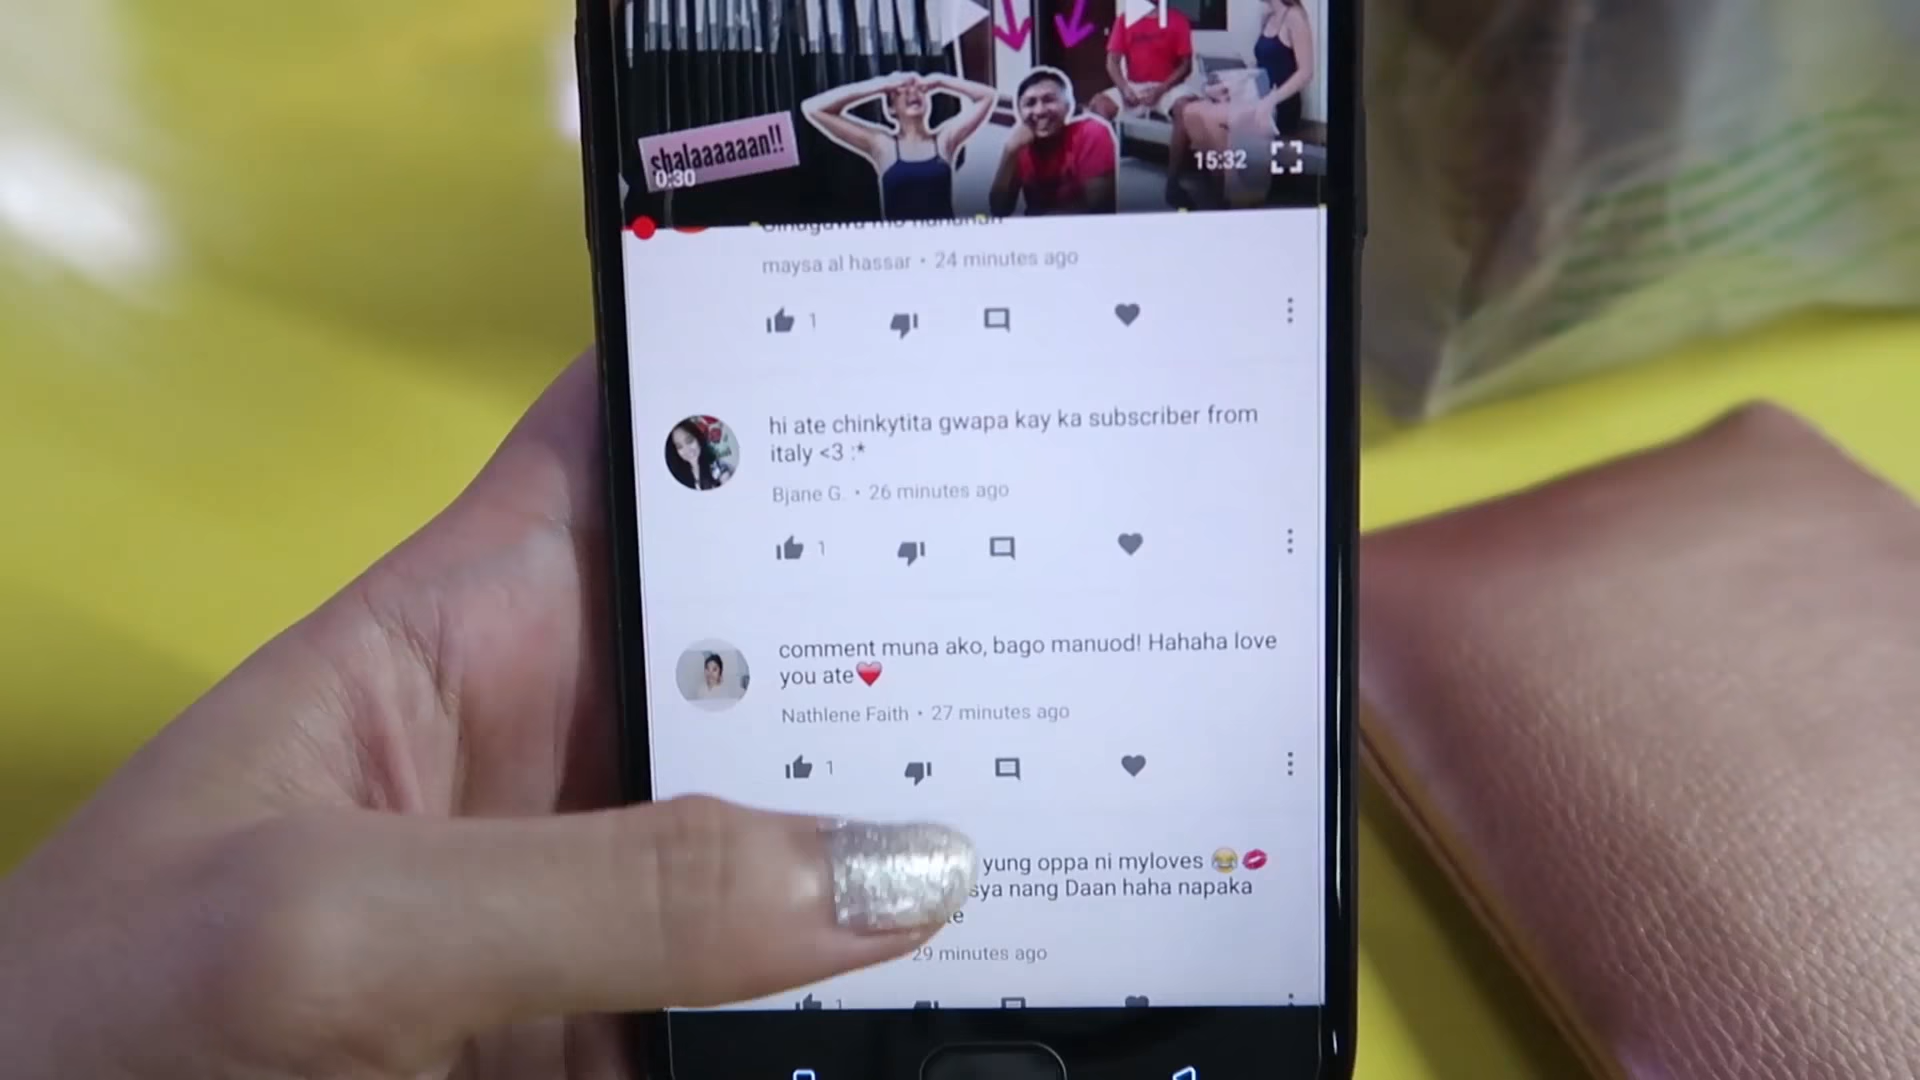 shalaaaaaan!!
0:30
15:32
maysa al hassar • 24 minutes ago
1
hi ate chinkytita gwapa kay ka subscriber from
italy <3 :*
Bjane G. • 26 minutes ago
1
comment muna ako, bago manuod! Hahaha love
you ate❤️
Nathlene Faith • 27 minutes ago
1
yung oppa ni myloves 😂💋
sya nang Daan haha napaka
29 minutes ago
1